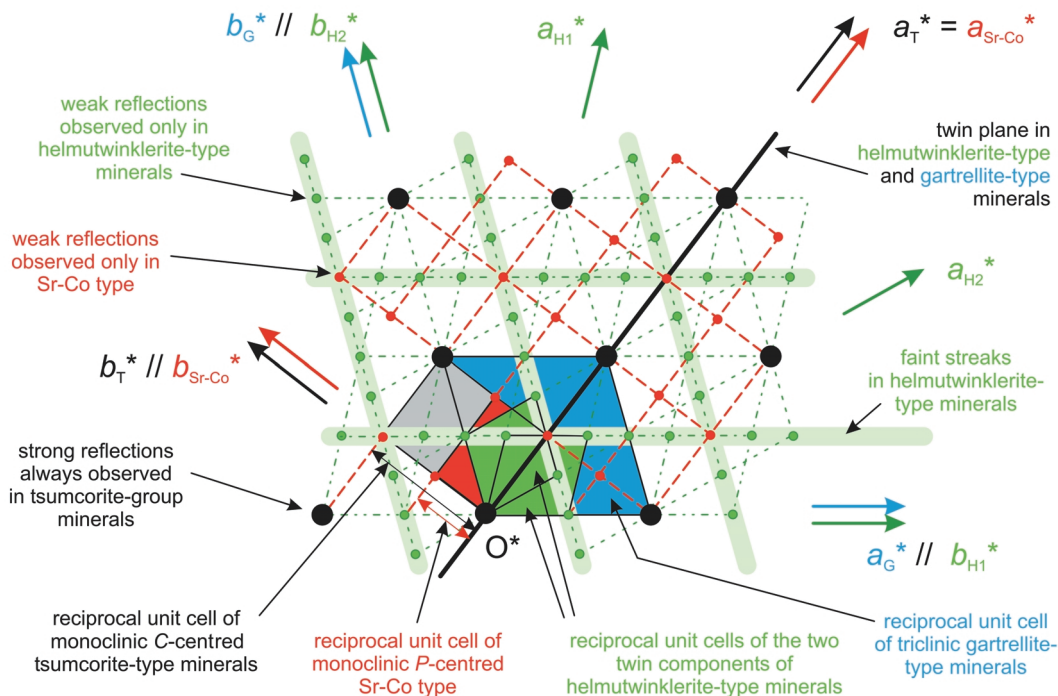 b_G* // b_H2*
a_H1*
a_T* = a_Sr-Co*
weak reflections
observed only in
helmutwinklerite-type
minerals
twin plane in
helmutwinklerite-type
and gartrellite-type
minerals
weak reflections
observed only in
Sr-Co type
a_H2*
b_T* // b_Sr-Co*
faint streaks
in helmutwinklerite-
type minerals
strong reflections
always observed
in tsumcorite-group
minerals
O*
a_G* // b_H1*
reciprocal unit cell of
monoclinic C-centred
tsumcorite-type minerals
reciprocal unit cell of
monoclinic P-centred
Sr-Co type
reciprocal unit cells of the two
twin components of
helmutwinklerite-type minerals
reciprocal unit cell
of triclinic gartrellite-
type minerals